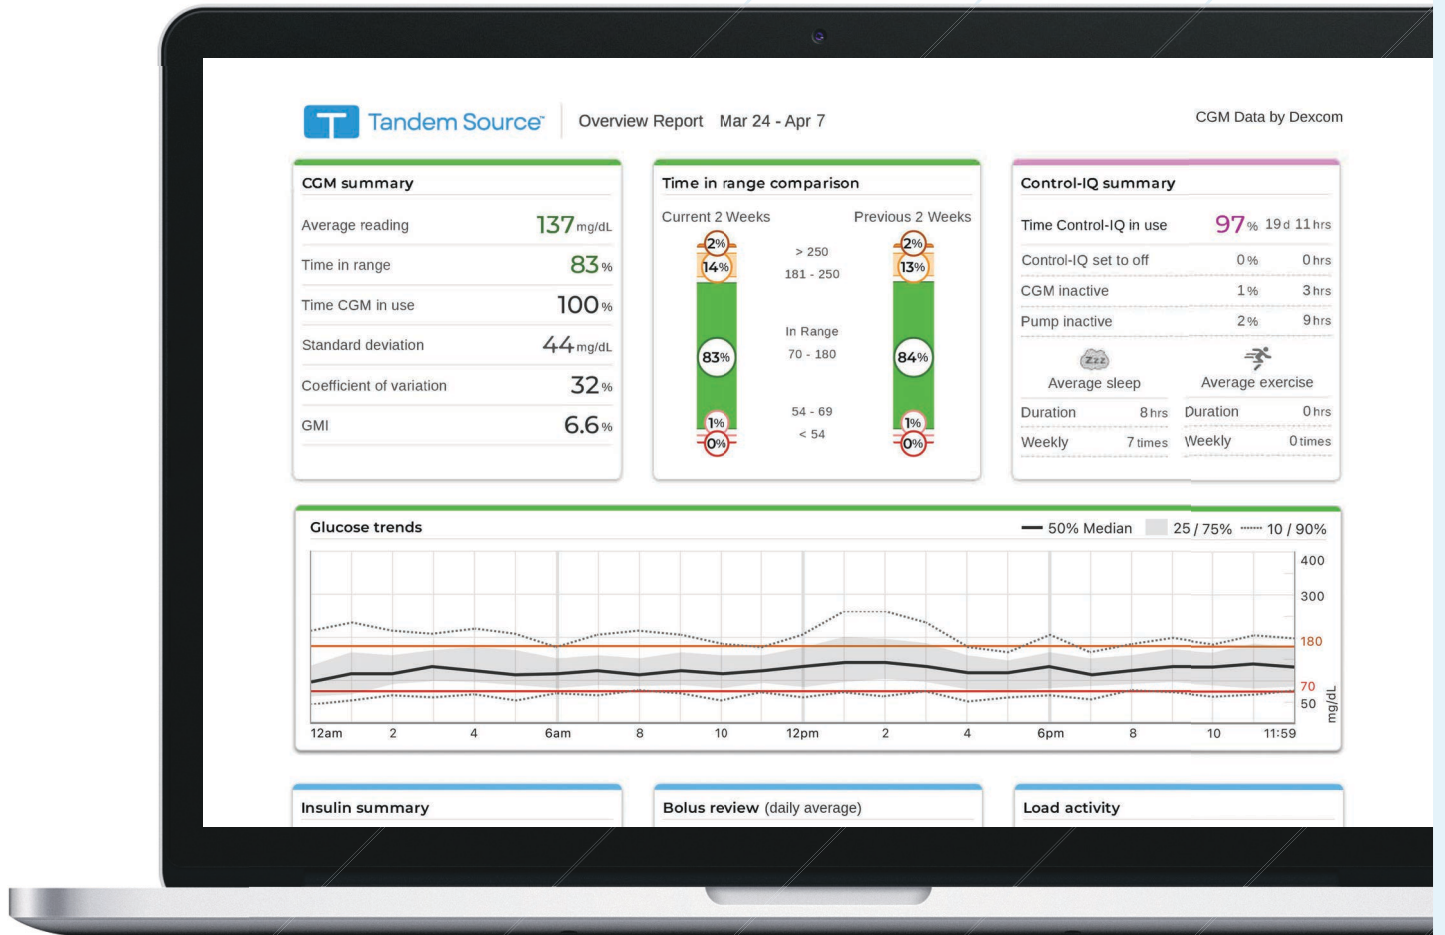 T Tandem Source™ Overview Report Mar 24 - Apr 7 CGM Data by Dexcom
CGM summary
Average reading 137 mg/dL
Time in range 83 %
Time CGM in use 100 %
Standard deviation 44 mg/dL
Coefficient of variation 32 %
GMI 6.6 %
Time in range comparison
Current 2 Weeks Previous 2 Weeks
2% > 250 2%
14% 181 - 250 13%
In Range
83% 70 - 180 84%
1% 54 - 69 1%
0% < 54 0%
Control-IQ summary
Time Control-IQ in use 97 % 19 d 11 hrs
Control-IQ set to off 0 % 0 hrs
CGM inactive 1 % 3 hrs
Pump inactive 2 % 9 hrs
Zzz
Average sleep Average exercise
Duration 8 hrs Duration 0 hrs
Weekly 7 times Weekly 0 times
Glucose trends 50% Median 25 / 75% 10 / 90%
400
300
180
70
50
mg/dL
12am 2 4 6am 8 10 12pm 2 4 6pm 8 10 11:59
Insulin summary
Bolus review (daily average)
Load activity